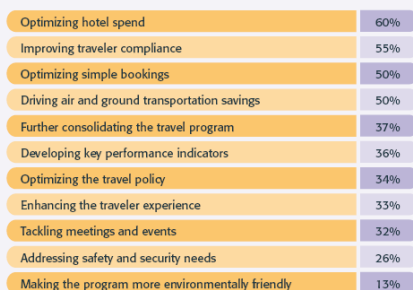 Optimizing hotel spend 60%
Improving traveler compliance 55%
Optimizing simple bookings 50%
Driving air and ground transportation savings 50%
Further consolidating the travel program 37%
Developing key performance indicators 36%
Optimizing the travel policy 34%
Enhancing the traveler experience 33%
Tackling meetings and events 32%
Addressing safety and security needs 26%
Making the program more environmentally friendly 13%